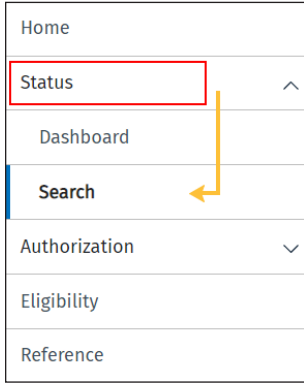 Home
Status
Dashboard
Search
Authorization
Eligibility
Reference